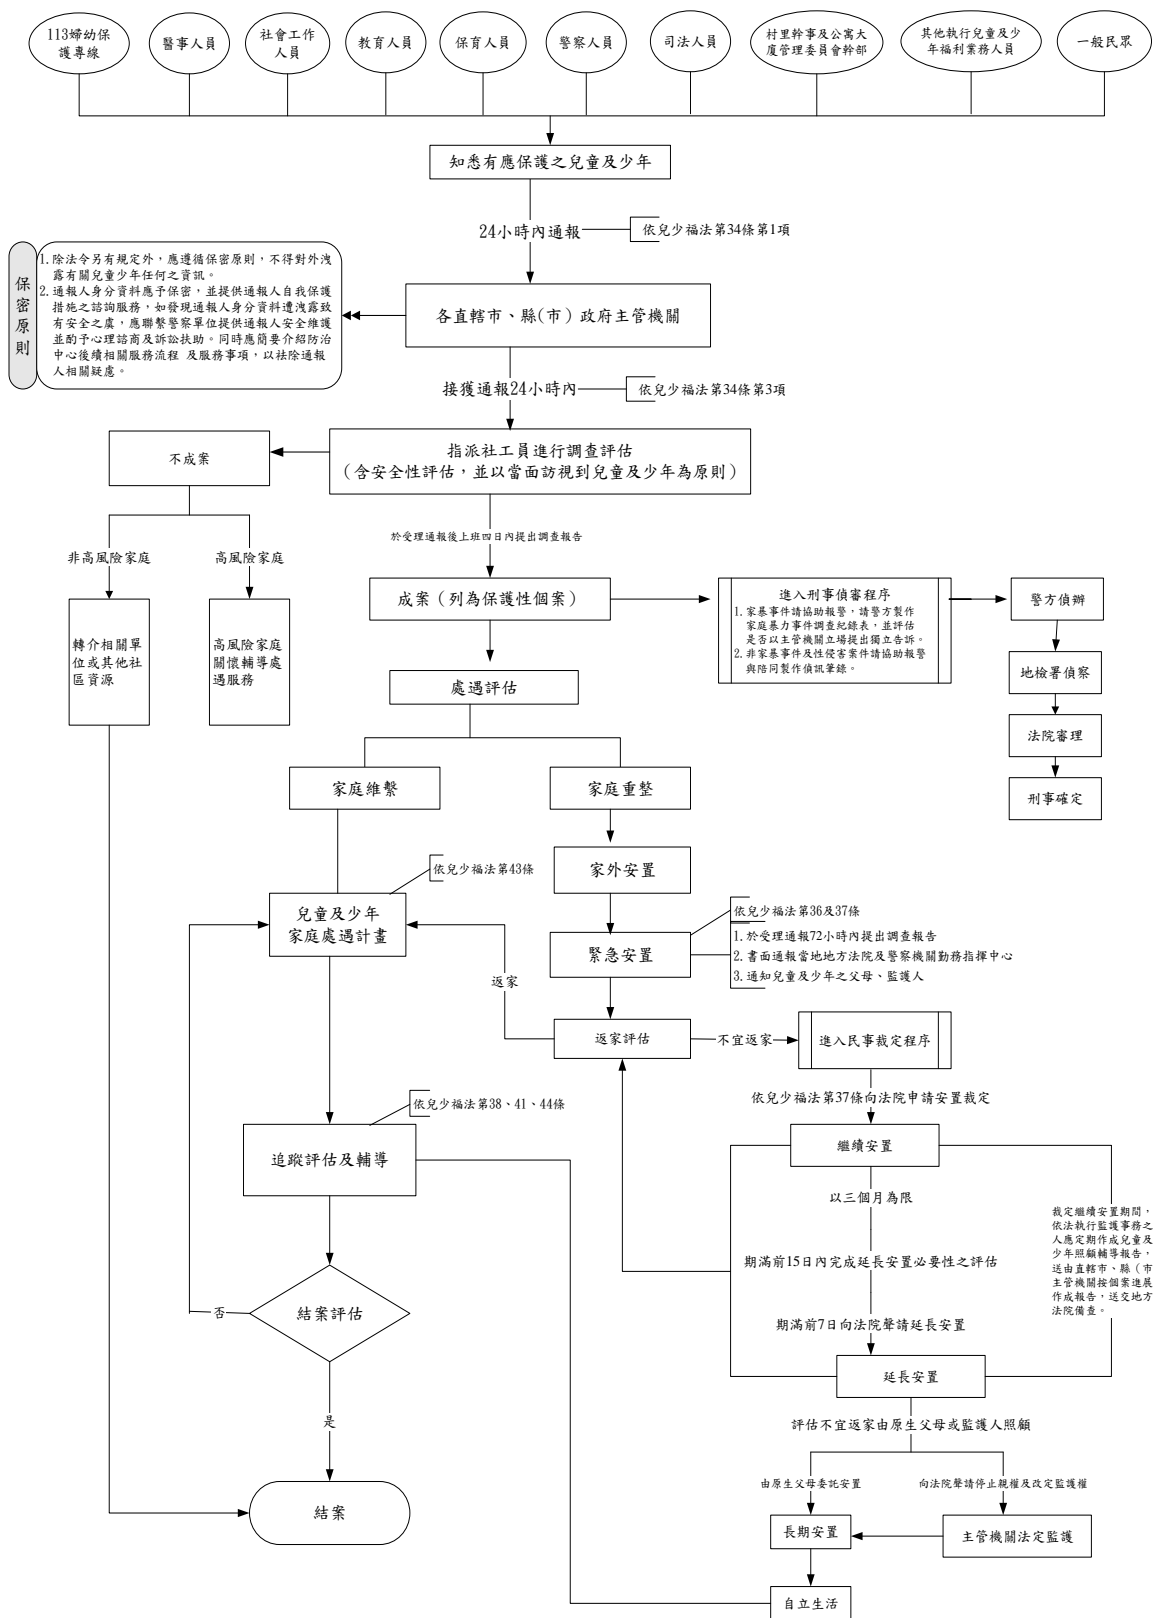 113婦幼保
護專線
醫事人員
社會工作
人員
教育人員
保育人員
警察人員
司法人員
村里幹事及公寓大
廈管理委員會幹部
其他執行兒童及少
年福利業務人員
一般民眾
知悉有應保護之兒童及少年
24小時內通報
依兒少福法第34條第1項
保密原則
1. 除法令另有規定外，應遵循保密原則，不得對外洩
露有關兒童少年任何之資訊。
2. 通報人身分資料應予保密，並提供通報人自我保護
措施之諮詢服務，如發現通報人身分資料遭洩露致
有安全之虞，應聯繫警察單位提供通報人安全維護
並酌予心理諮商及訴訟扶助。同時應簡要介紹防治
中心後續相關服務流程 及服務事項，以袪除通報
人相關疑慮。
各直轄市、縣(市) 政府主管機關
接獲通報24小時內
依兒少福法第34條第3項
指派社工員進行調查評估
（含安全性評估，並以當面訪視到兒童及少年為原則）
不成案
於受理通報後上班四日內提出調查報告
非高風險家庭
高風險家庭
轉介相關單
位或其他社
區資源
高風險家庭
關懷輔導處
遇服務
成案（列為保護性個案）
進入刑事偵審程序
1. 家暴事件請協助報警，請警方製作
家庭暴力事件調查紀錄表，並評估
是否以主管機關立場提出獨立告訴。
2. 非家暴事件及性侵害案件請協助報警
與陪同製作偵訊筆錄。
警方偵辦
地檢署偵察
法院審理
刑事確定
處遇評估
家庭維繫
家庭重整
家外安置
依兒少福法第43條
兒童及少年
家庭處遇計畫
緊急安置
依兒少福法第36及37條
1. 於受理通報72小時內提出調查報告
2. 書面通報當地地方法院及警察機關勤務指揮中心
3. 通知兒童及少年之父母、監護人
返家
返家評估
不宜返家
進入民事裁定程序
依兒少福法第37條向法院申請安置裁定
依兒少福法第38、41、44條
追蹤評估及輔導
繼續安置
以三個月為限
期滿前15日內完成延長安置必要性之評估
期滿前7日向法院聲請延長安置
裁定繼續安置期間，
依法執行監護事務之
人應定期作成兒童及
少年照顧輔導報告，
送由直轄市、縣（市
主管機關按個案進展
作成報告，送交地方
法院備查。
結案評估
否
是
延長安置
評估不宜返家由原生父母或監護人照顧
由原生父母委託安置
向法院聲請停止親權及改定監護權
結案
長期安置
主管機關法定監護
自立生活